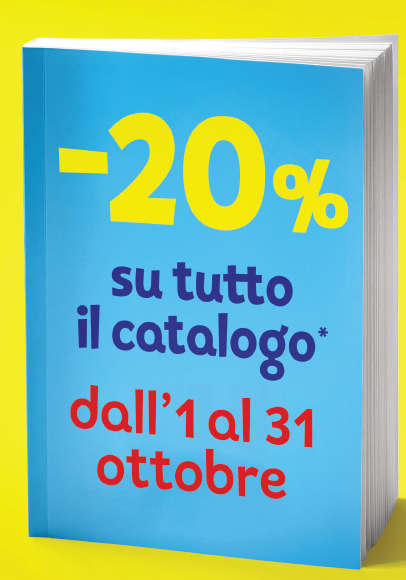 -20%
su tutto
il catalogo*
dall'1 al 31
ottobre